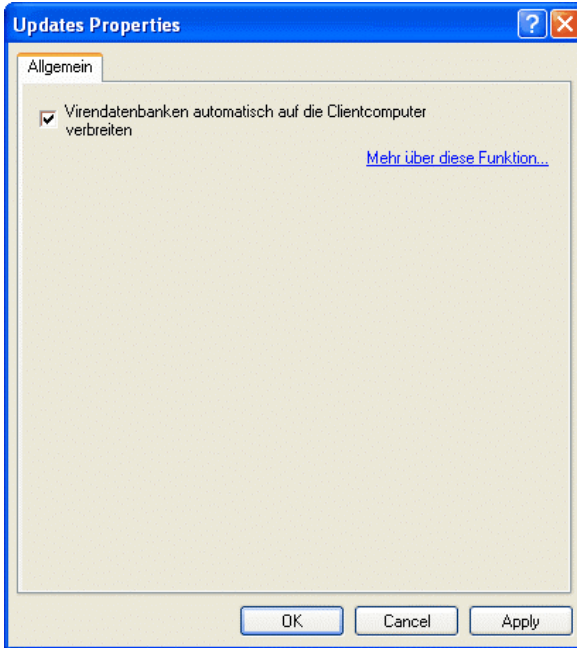 Updates Properties
Allgemein
Virendatenbanken automatisch auf die Clientcomputer
verbreiten
Mehr über diese Funktion...
OK
Cancel
Apply